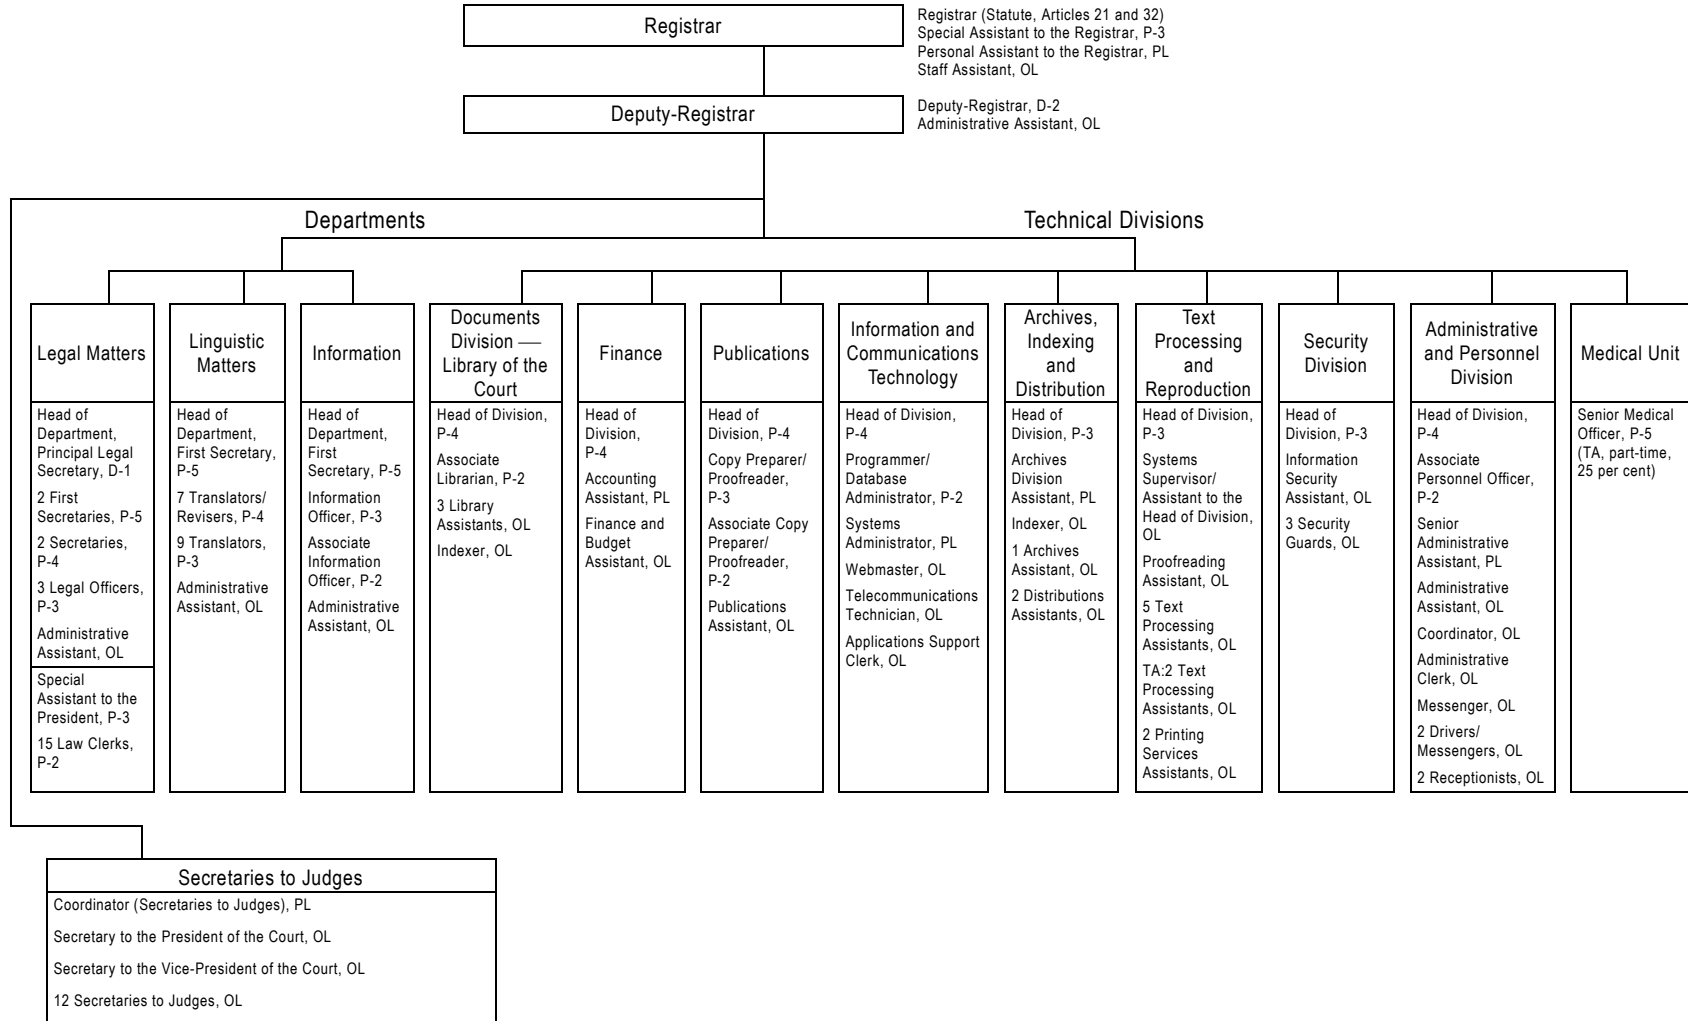 Registrar
Registrar (Statute, Articles 21 and 32)
Special Assistant to the Registrar, P-3
Personal Assistant to the Registrar, PL
Staff Assistant, OL
Deputy-Registrar
Deputy-Registrar, D-2
Administrative Assistant, OL
Departments
Technical Divisions
Legal Matters
Head of
Department,
Principal Legal
Secretary, D-1
2 First
Secretaries, P-5
2 Secretaries,
P-4
3 Legal Officers,
P-3
Administrative
Assistant, OL
Special
Assistant to the
President, P-3
15 Law Clerks,
P-2
Linguistic
Matters
Head of
Department,
First Secretary,
P-5
7 Translators/
Revisers, P-4
9 Translators,
P-3
Administrative
Assistant, OL
Information
Head of
Department,
First
Secretary, P-5
Information
Officer, P-3
Associate
Information
Officer, P-2
Administrative
Assistant, OL
Documents
Division —
Library of the
Court
Head of Division,
P-4
Associate
Librarian, P-2
3 Library
Assistants, OL
Indexer, OL
Finance
Head of
Division,
P-4
Accounting
Assistant, PL
Finance and
Budget
Assistant, OL
Publications
Head of
Division, P-4
Copy Preparer/
Proofreader,
P-3
Associate Copy
Preparer/
Proofreader,
P-2
Publications
Assistant, OL
Information and
Communications
Technology
Head of Division,
P-4
Programmer/
Database
Administrator, P-2
Systems
Administrator, PL
Webmaster, OL
Telecommunications
Technician, OL
Applications Support
Clerk, OL
Archives,
Indexing
and
Distribution
Head of
Division, P-3
Archives
Division
Assistant, PL
Indexer, OL
1 Archives
Assistant, OL
2 Distributions
Assistants, OL
Text
Processing
and
Reproduction
Head of Division,
P-3
Systems
Supervisor/
Assistant to the
Head of Division,
OL
Proofreading
Assistant, OL
5 Text
Processing
Assistants, OL
TA:2 Text
Processing
Assistants, OL
2 Printing
Services
Assistants, OL
Security
Division
Head of
Division, P-3
Information
Security
Assistant, OL
3 Security
Guards, OL
Administrative
and Personnel
Division
Head of Division,
P-4
Associate
Personnel Officer,
P-2
Senior
Administrative
Assistant, PL
Administrative
Assistant, OL
Coordinator, OL
Administrative
Clerk, OL
Messenger, OL
2 Drivers/
Messengers, OL
2 Receptionists, OL
Medical Unit
Senior Medical
Officer, P-5
(TA, part-time,
25 per cent)
Secretaries to Judges
Coordinator (Secretaries to Judges), PL
Secretary to the President of the Court, OL
Secretary to the Vice-President of the Court, OL
12 Secretaries to Judges, OL